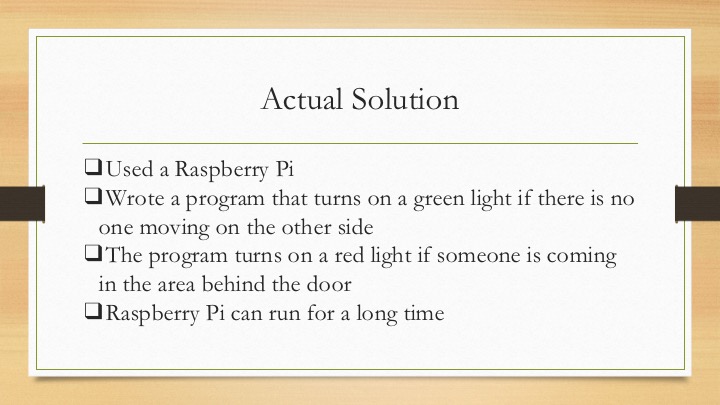 Actual Solution
❑Used a Raspberry Pi
❑Wrote a program that turns on a green light if there is no
one moving on the other side
❑The program turns on a red light if someone is coming
in the area behind the door
❑Raspberry Pi can run for a long time